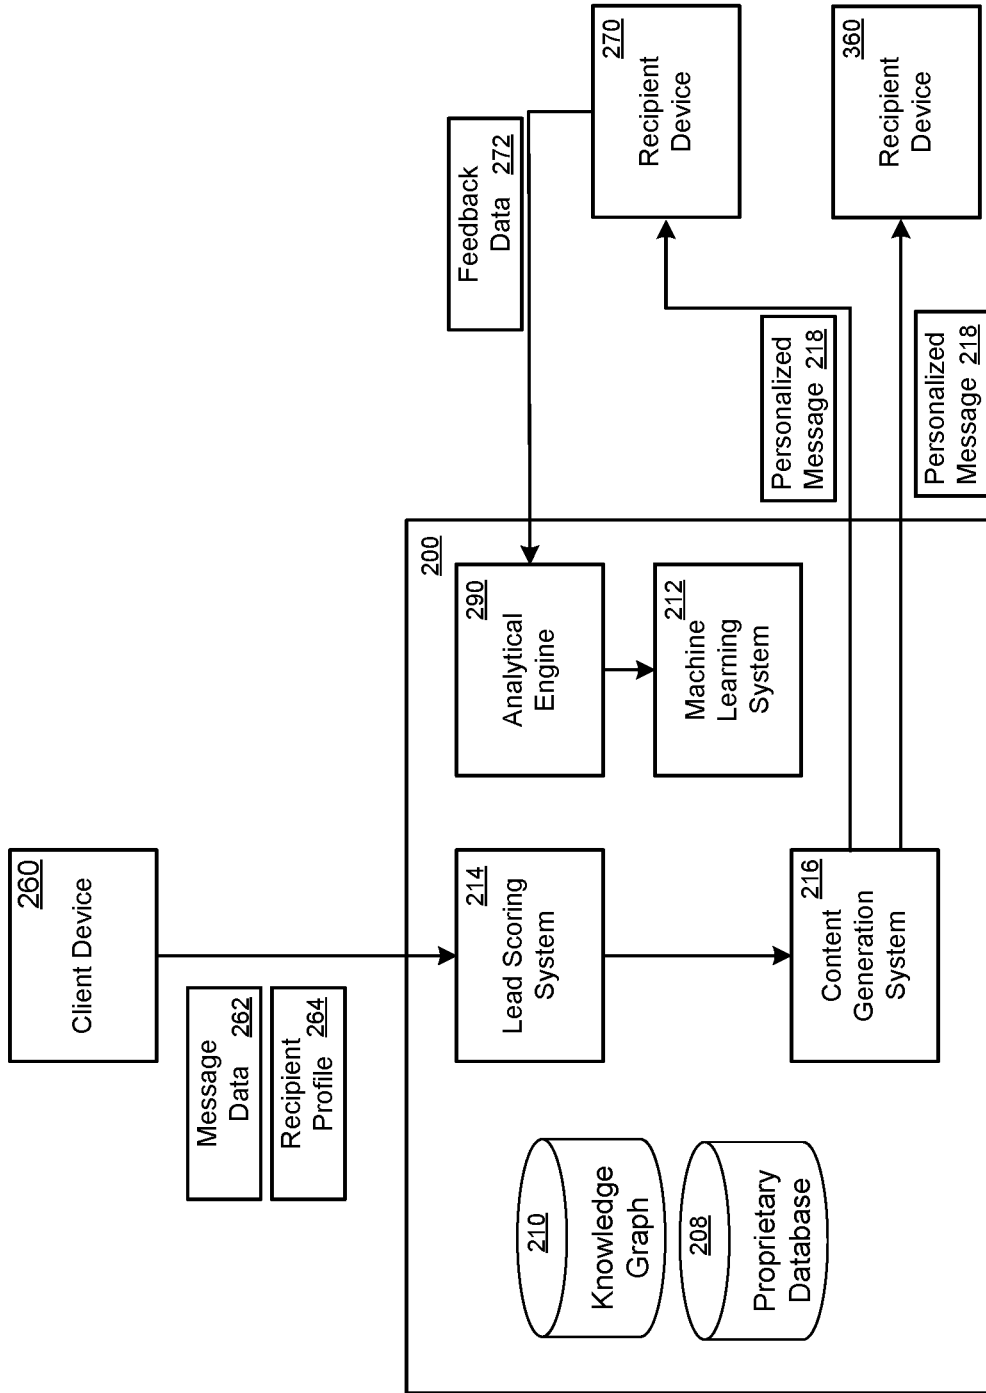 260
Client Device
Message
Data 262
Recipient
Profile 264
210
Knowledge
Graph
208
Proprietary
Database
214
Lead Scoring
System
216
Content
Generation
System
200
290
Analytical
Engine
212
Machine
Learning
System
Feedback
Data 272
Personalized
Message 218
Personalized
Message 218
270
Recipient
Device
360
Recipient
Device